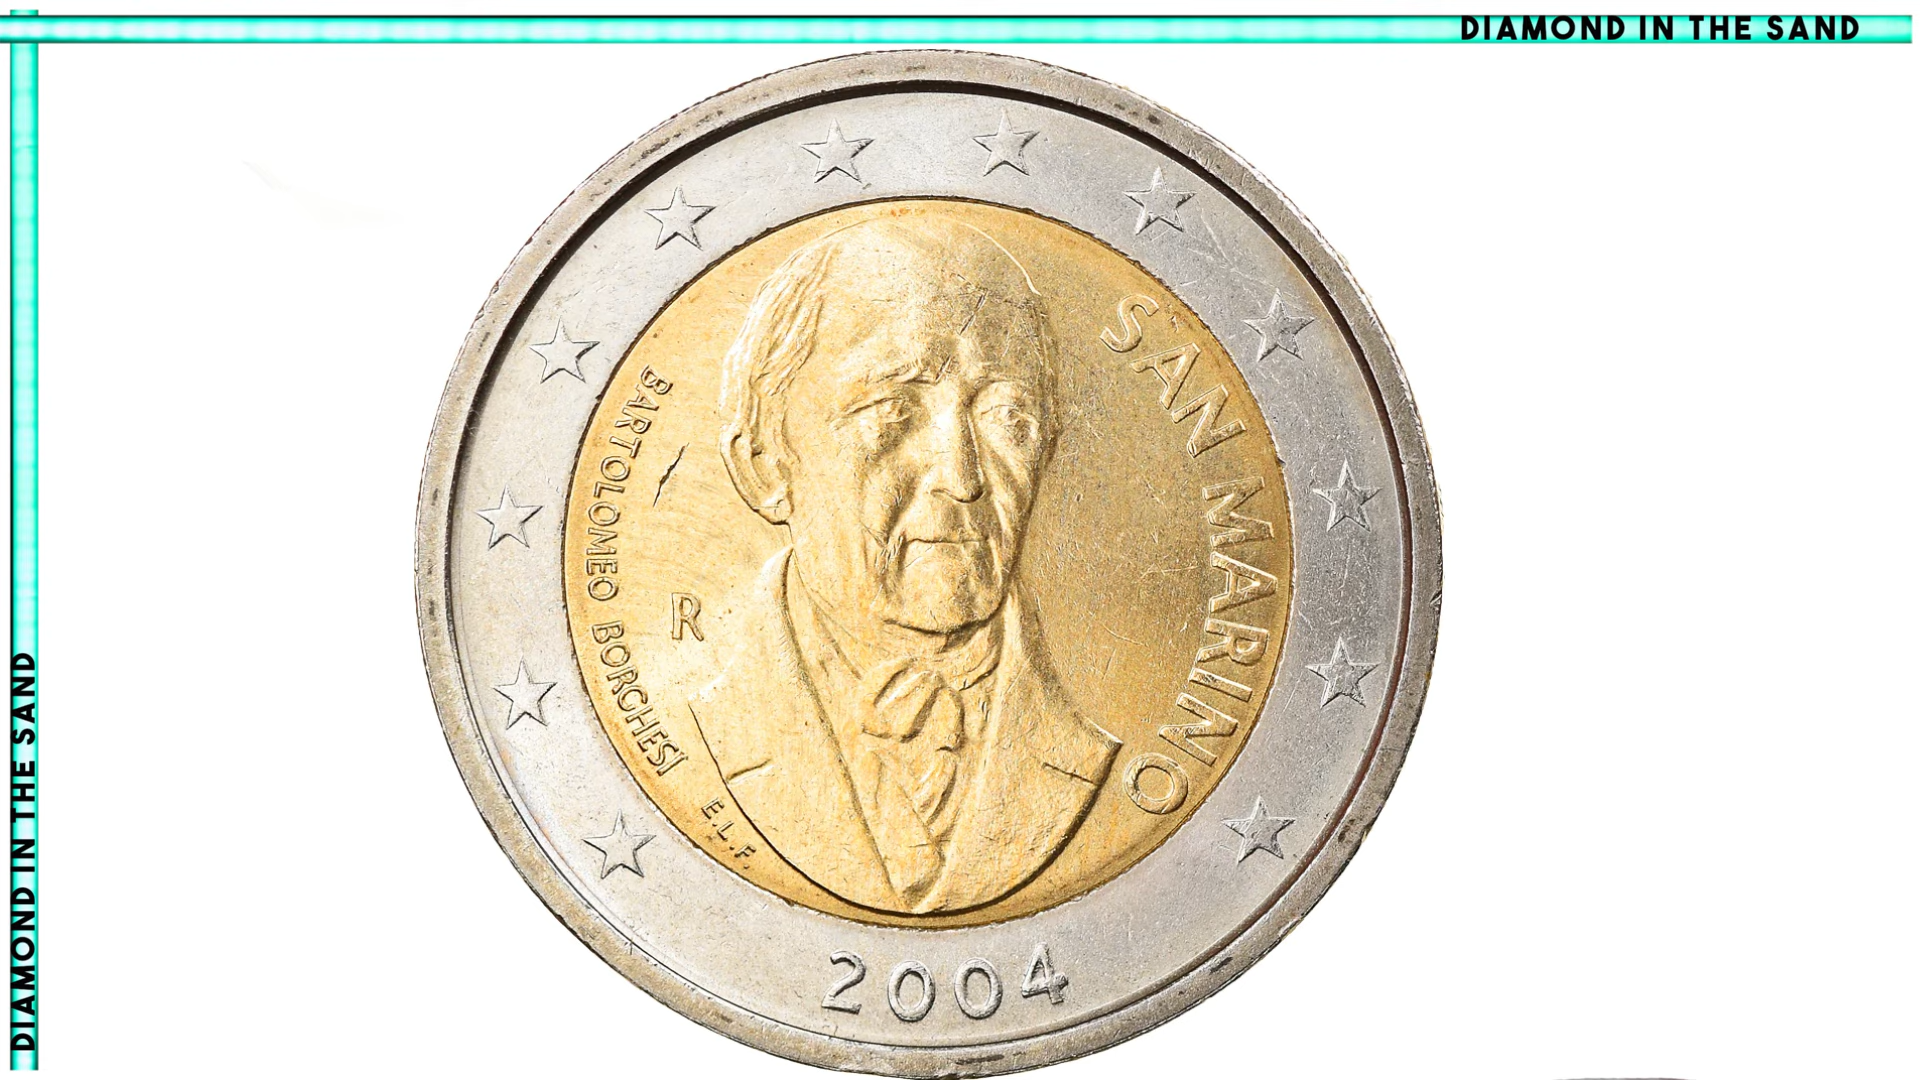 DIAMOND IN THE SAND
SAN MARINO
BARTOLOMEO BORGHESI
R
E.L.F.
2004
DIAMOND IN THE SAND